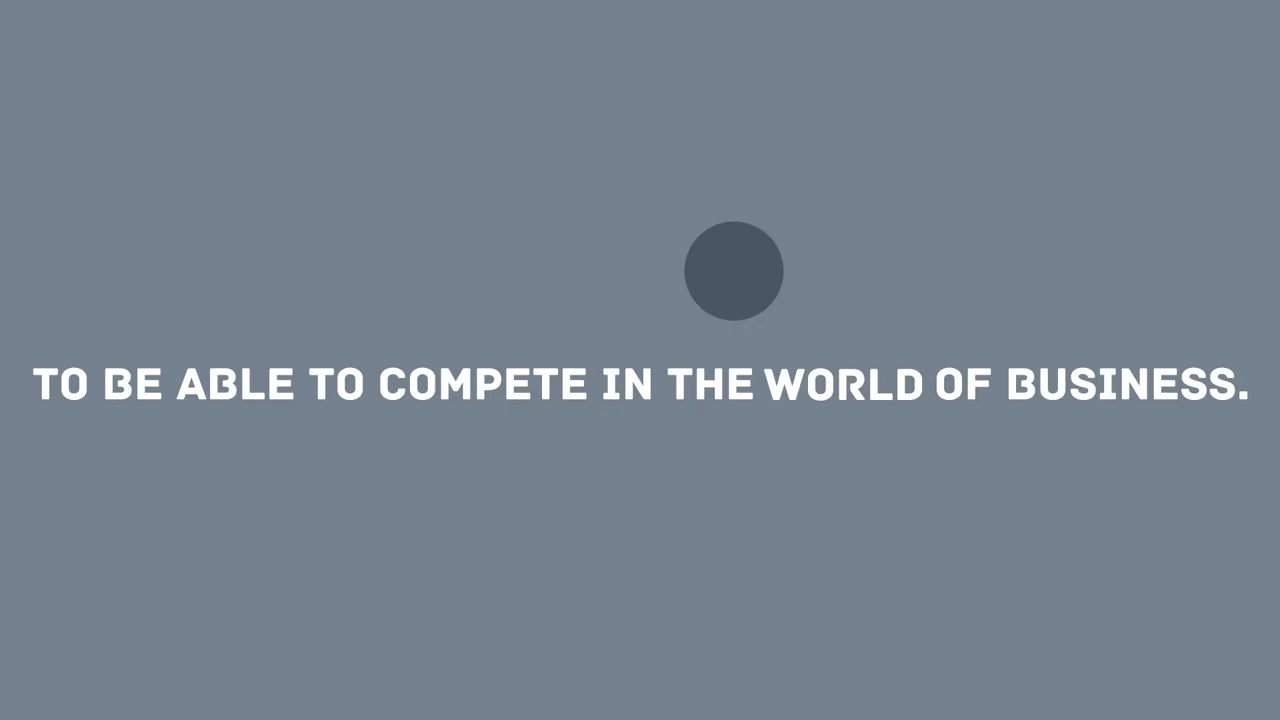 TO BE ABLE TO COMPETE IN THE WORLD OF BUSINESS.